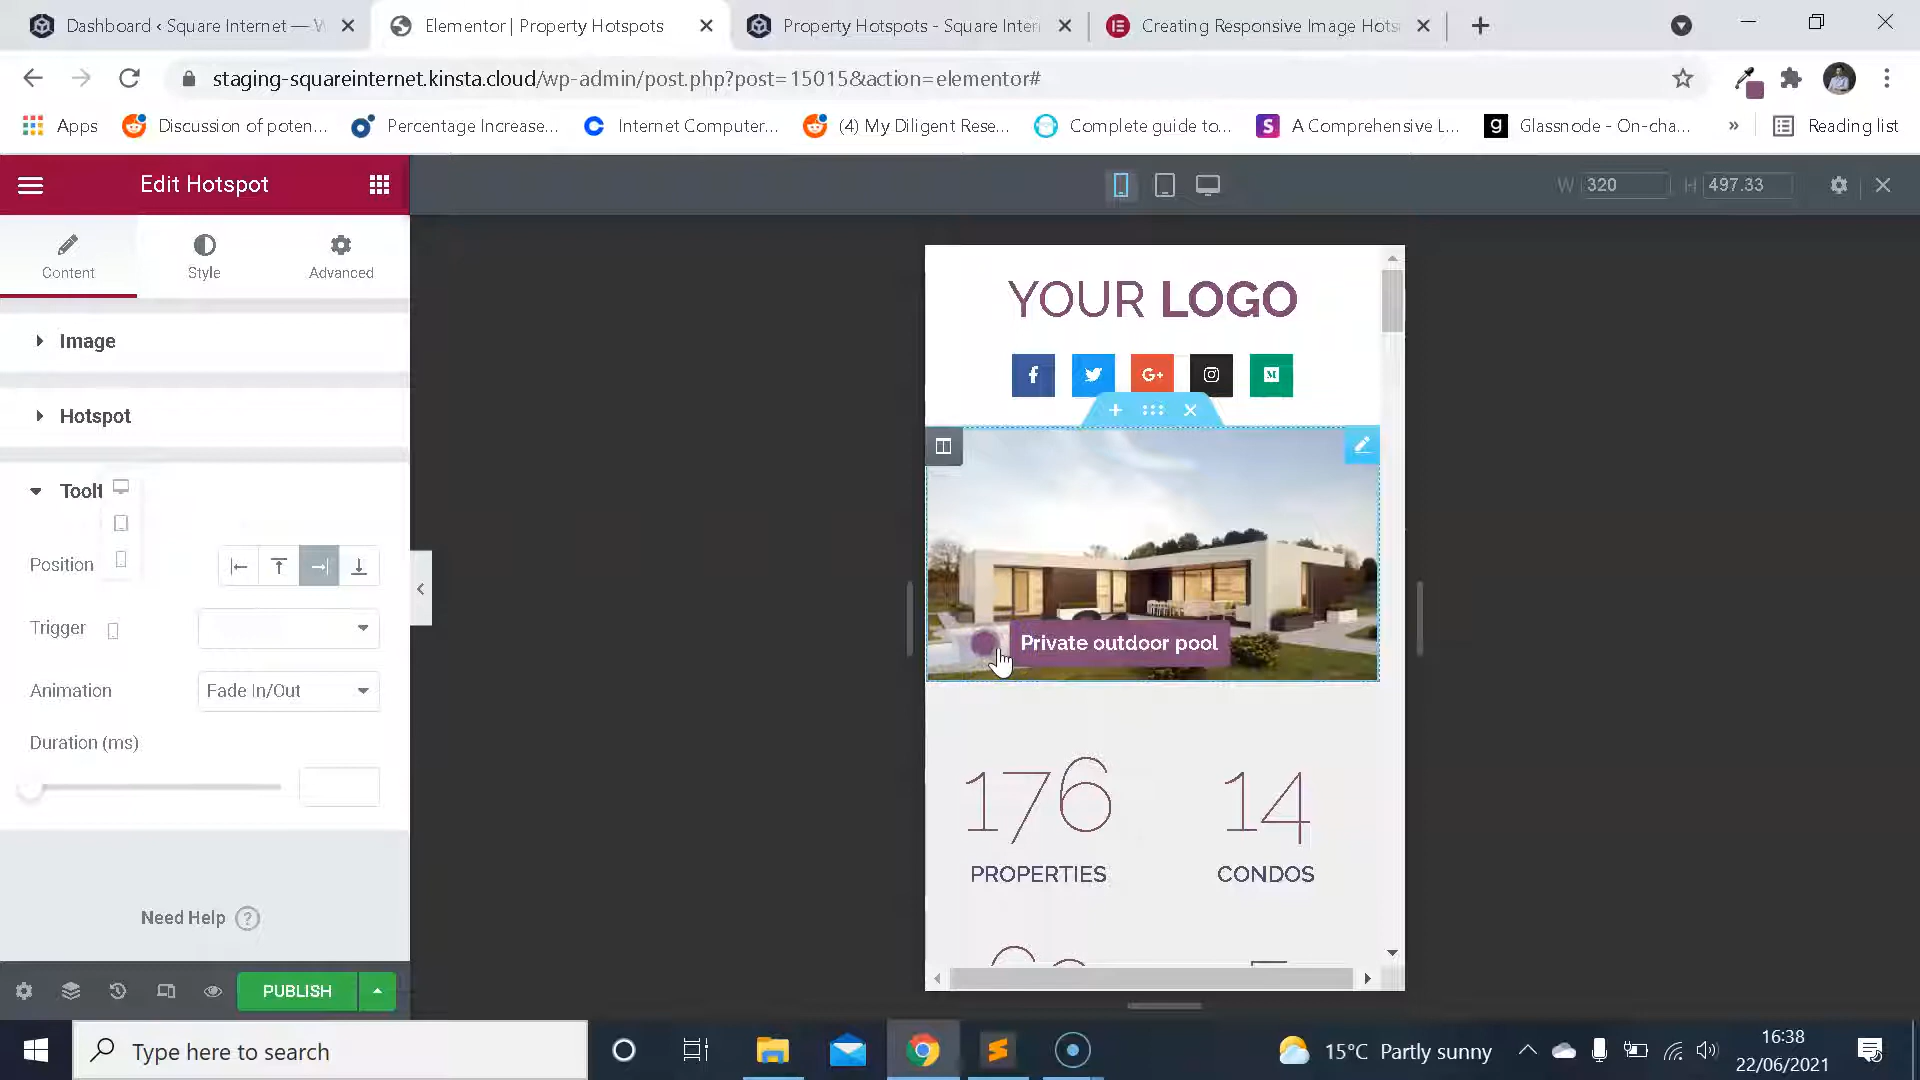 Dashboard ‹ Square Internet — W
Elementor | Property Hotspots
Property Hotspots - Square Inter
Creating Responsive Image Hots
staging-squareinternet.kinsta.cloud/wp-admin/post.php?post=15015&action=elementor#
Apps
Discussion of poten...
Percentage Increase...
Internet Computer...
(4) My Diligent Rese...
Complete guide to...
A Comprehensive L...
Glassnode - On-cha...
»
Reading list
Edit Hotspot
W 320
H 497.33
Content
Style
Advanced
Image
Hotspot
Toolt
Position
Trigger
Animation
Fade In/Out
Duration (ms)
Need Help ?
PUBLISH
YOUR LOGO
Private outdoor pool
176
14
PROPERTIES
CONDOS
Type here to search
15°C Partly sunny
16:38
22/06/2021